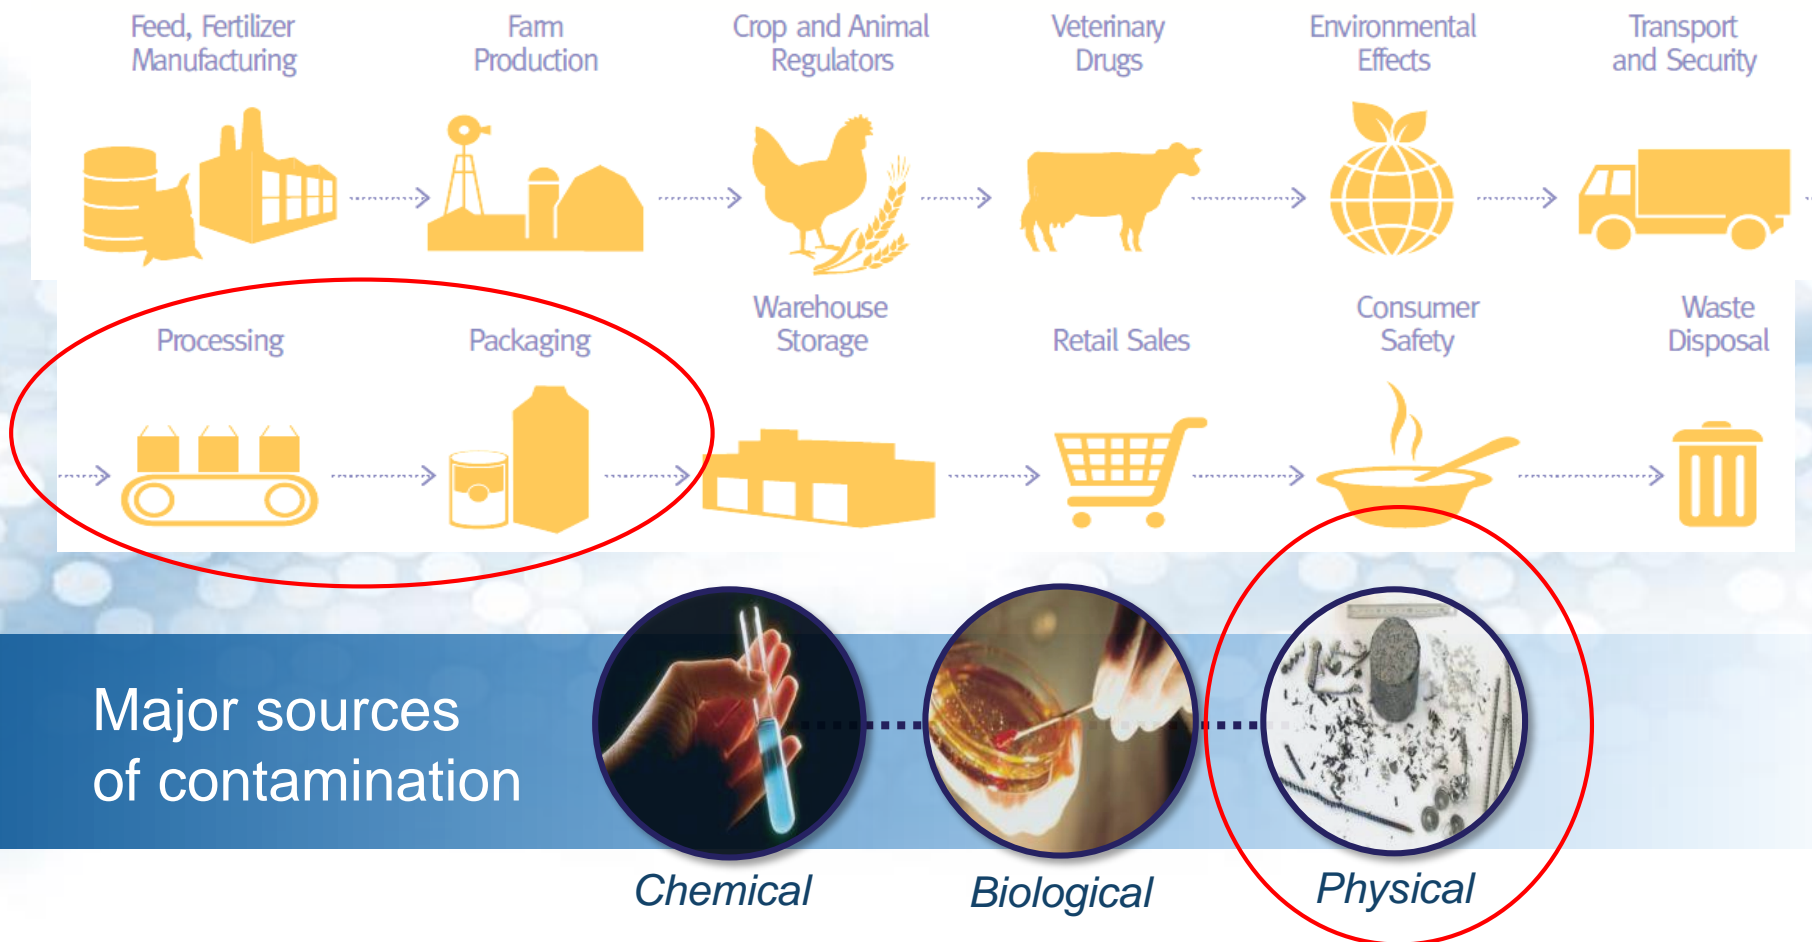 Feed, Fertilizer
Manufacturing
Farm
Production
Crop and Animal
Regulators
Veterinary
Drugs
Environmental
Effects
Transport
and Security
Processing
Packaging
Warehouse
Storage
Retail Sales
Consumer
Safety
Waste
Disposal
Major sources
of contamination
Chemical
Biological
Physical